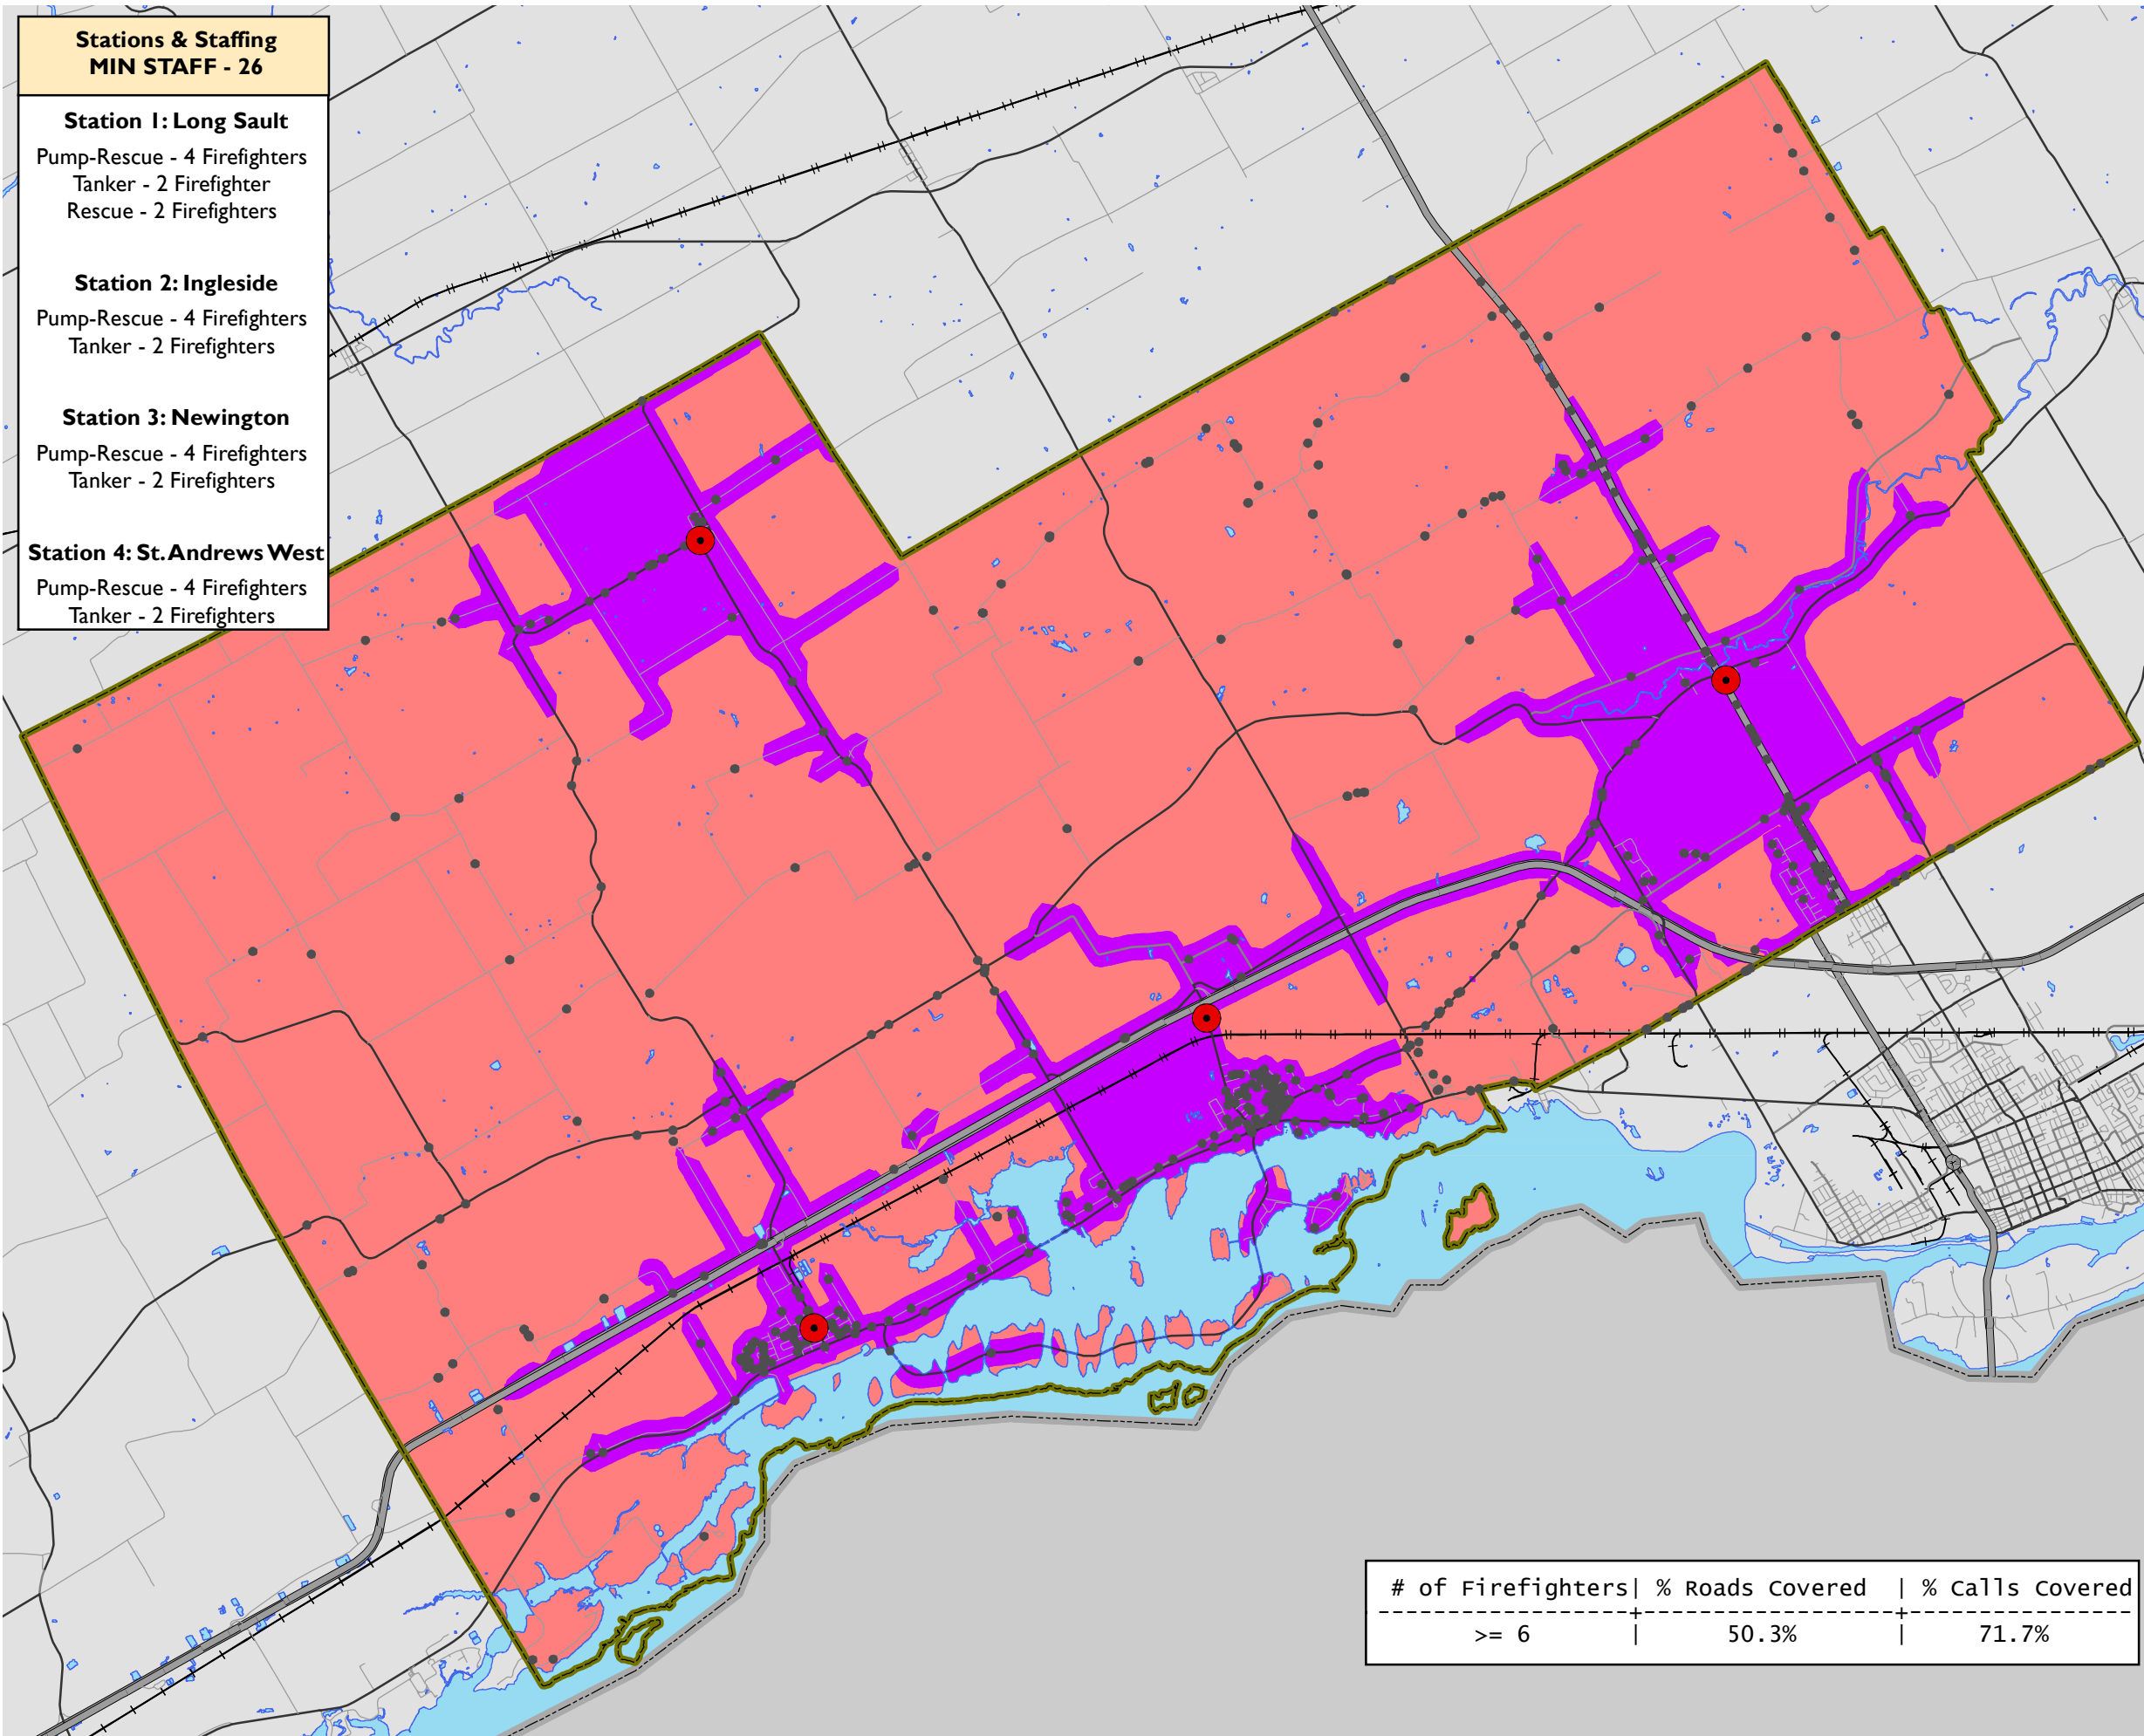 Stations & Staffing
MIN STAFF - 26
Station 1: Long Sault
Pump-Rescue - 4 Firefighters
Tanker - 2 Firefighter
Rescue - 2 Firefighters
Station 2: Ingleside
Pump-Rescue - 4 Firefighters
Tanker - 2 Firefighters
Station 3: Newington
Pump-Rescue - 4 Firefighters
Tanker - 2 Firefighters
Station 4: St. Andrews West
Pump-Rescue - 4 Firefighters
Tanker - 2 Firefighters
# of Firefighters| % Roads Covered | % Calls Covered
-----------------+-----------------+---------------
>= 6 | 50.3% | 71.7%